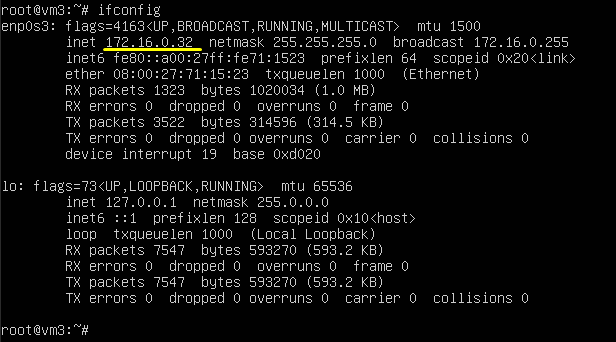 root@vm3:~# ifconfig
enp0s3: flags=4163<UP,BROADCAST,RUNNING,MULTICAST>  mtu 1500
        inet 172.16.0.32  netmask 255.255.255.0  broadcast 172.16.0.255
        inet6 fe80::a00:27ff:fe71:1523  prefixlen 64  scopeid 0x20<link>
        ether 08:00:27:71:15:23  txqueuelen 1000  (Ethernet)
        RX packets 1323  bytes 1020034 (1.0 MB)
        RX errors 0  dropped 0  overruns 0  frame 0
        TX packets 3522  bytes 314596 (314.5 KB)
        TX errors 0  dropped 0 overruns 0  carrier 0  collisions 0
        device interrupt 19  base 0xd020

lo: flags=73<UP,LOOPBACK,RUNNING>  mtu 65536
        inet 127.0.0.1  netmask 255.0.0.0
        inet6 ::1  prefixlen 128  scopeid 0x10<host>
        loop  txqueuelen 1000  (Local Loopback)
        RX packets 7547  bytes 593270 (593.2 KB)
        RX errors 0  dropped 0  overruns 0  frame 0
        TX packets 7547  bytes 593270 (593.2 KB)
        TX errors 0  dropped 0 overruns 0  carrier 0  collisions 0

root@vm3:~#